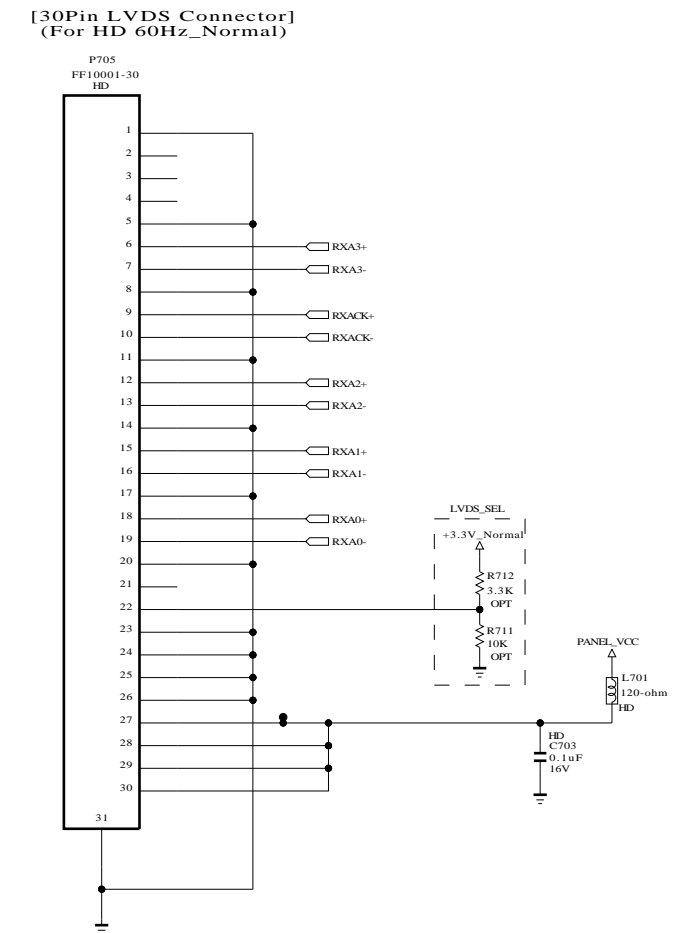 [30Pin LVDS Connector]
(For HD 60Hz_Normal)
P705
FF10001-30
HD
1
2
3
4
5
6
RXA3+
7
RXA3-
8
9
RXACK+
10
RXACK-
11
12
RXA2+
13
RXA2-
14
15
RXA1+
16
RXA1-
17
18
RXA0+
19
RXA0-
20
21
22
23
24
25
26
27
28
29
30
31
LVDS_SEL
+3.3V_Normal
R712
3.3K
OPT
R711
10K
OPT
PANEL_VCC
L701
120-ohm
HD
HD
C703
0.1uF
16V